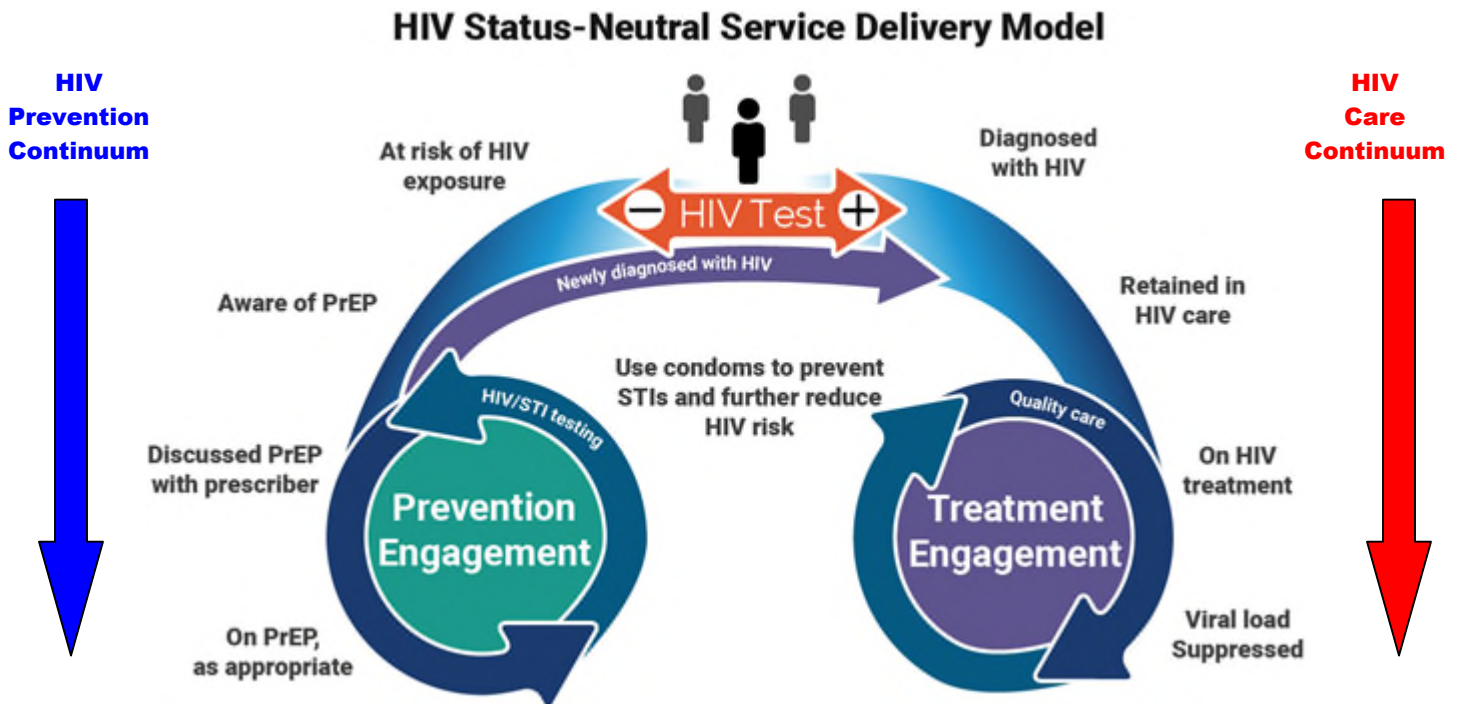 HIV Status-Neutral Service Delivery Model
HIV
Prevention
Continuum
HIV
Care
Continuum
At risk of HIV
exposure
Diagnosed
with HIV
− HIV Test +
Newly diagnosed with HIV
Aware of PrEP
Retained in
HIV care
Use condoms to prevent
STIs and further reduce
HIV risk
HIV/STI testing
Quality care
Discussed PrEP
with prescriber
On HIV
treatment
Prevention
Engagement
Treatment
Engagement
On PrEP,
as appropriate
Viral load
Suppressed